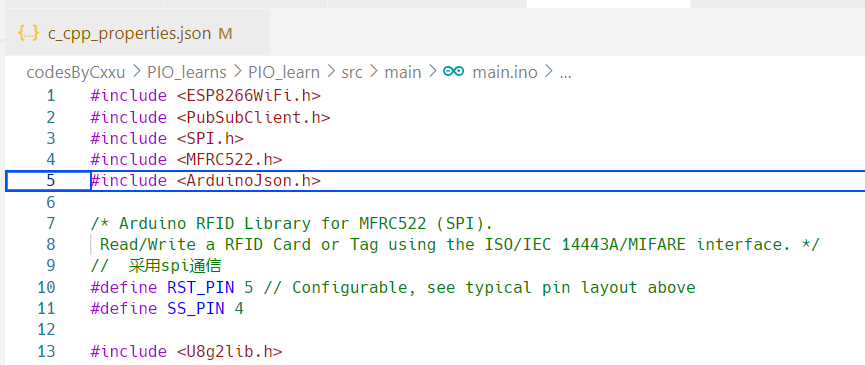 {..} c_cpp_properties.json M
codesByCxxu > PIO_learns > PIO_learn > src > main > main.ino > ...
1 #include <ESP8266WiFi.h>
2 #include <PubSubClient.h>
3 #include <SPI.h>
4 #include <MFRC522.h>
5 #include <ArduinoJson.h>
6
7 /* Arduino RFID Library for MFRC522 (SPI).
8 Read/Write a RFID Card or Tag using the ISO/IEC 14443A/MIFARE interface. */
9 //  采用spi通信
10 #define RST_PIN 5 // Configurable, see typical pin layout above
11 #define SS_PIN 4
12
13 #include <U8g2lib.h>